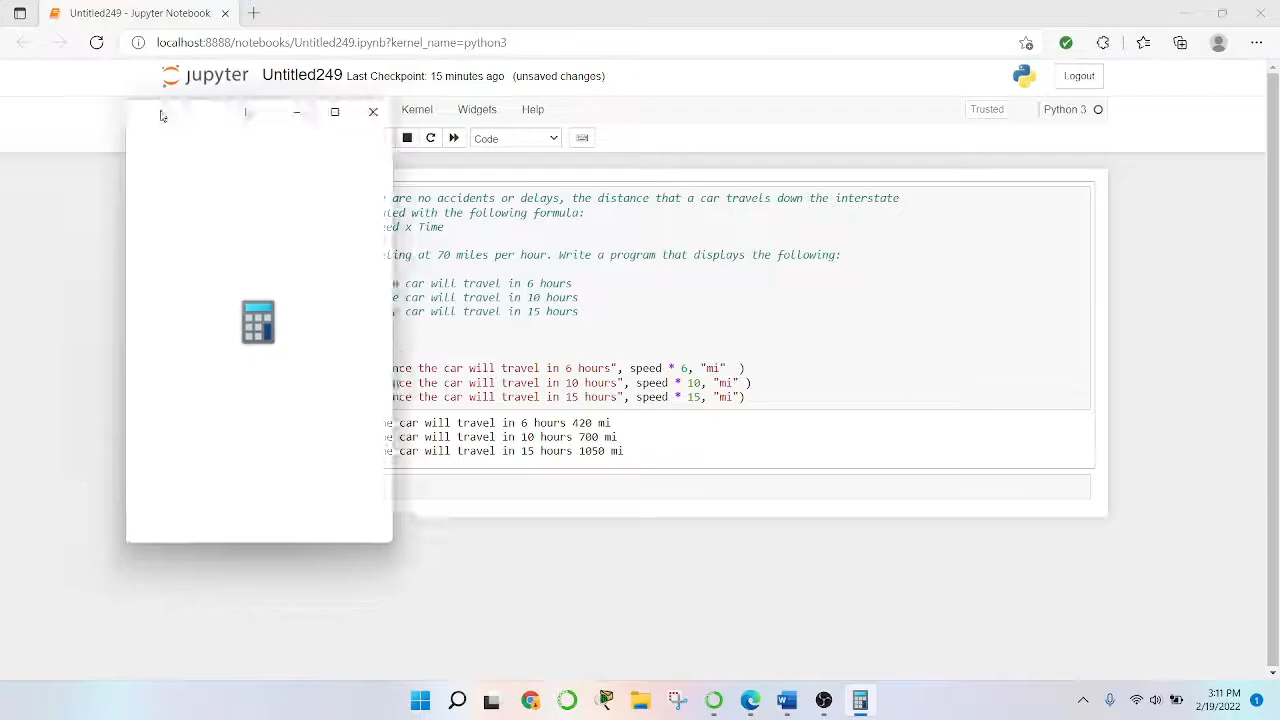 Untitled249 - Jupyter Notebook
localhost:8888/notebooks/Untitled249.ipynb?kernel_name=python3
jupyter Untitled249 Last Checkpoint: 15 minutes ago (unsaved changes)
Logout
Kernel Widgets Help
Trusted
Python 3
Code
are no accidents or delays, the distance that a car travels down the interstate
with the following formula:
x Time
at 70 miles per hour. Write a program that displays the following:
car will travel in 6 hours
car will travel in 10 hours
car will travel in 15 hours
the car will travel in 6 hours", speed * 6, "mi" )
the car will travel in 10 hours", speed * 10, "mi" )
the car will travel in 15 hours", speed * 15, "mi")
car will travel in 6 hours 420 mi
car will travel in 10 hours 700 mi
car will travel in 15 hours 1050 mi
3:11 PM
2/19/2022
1